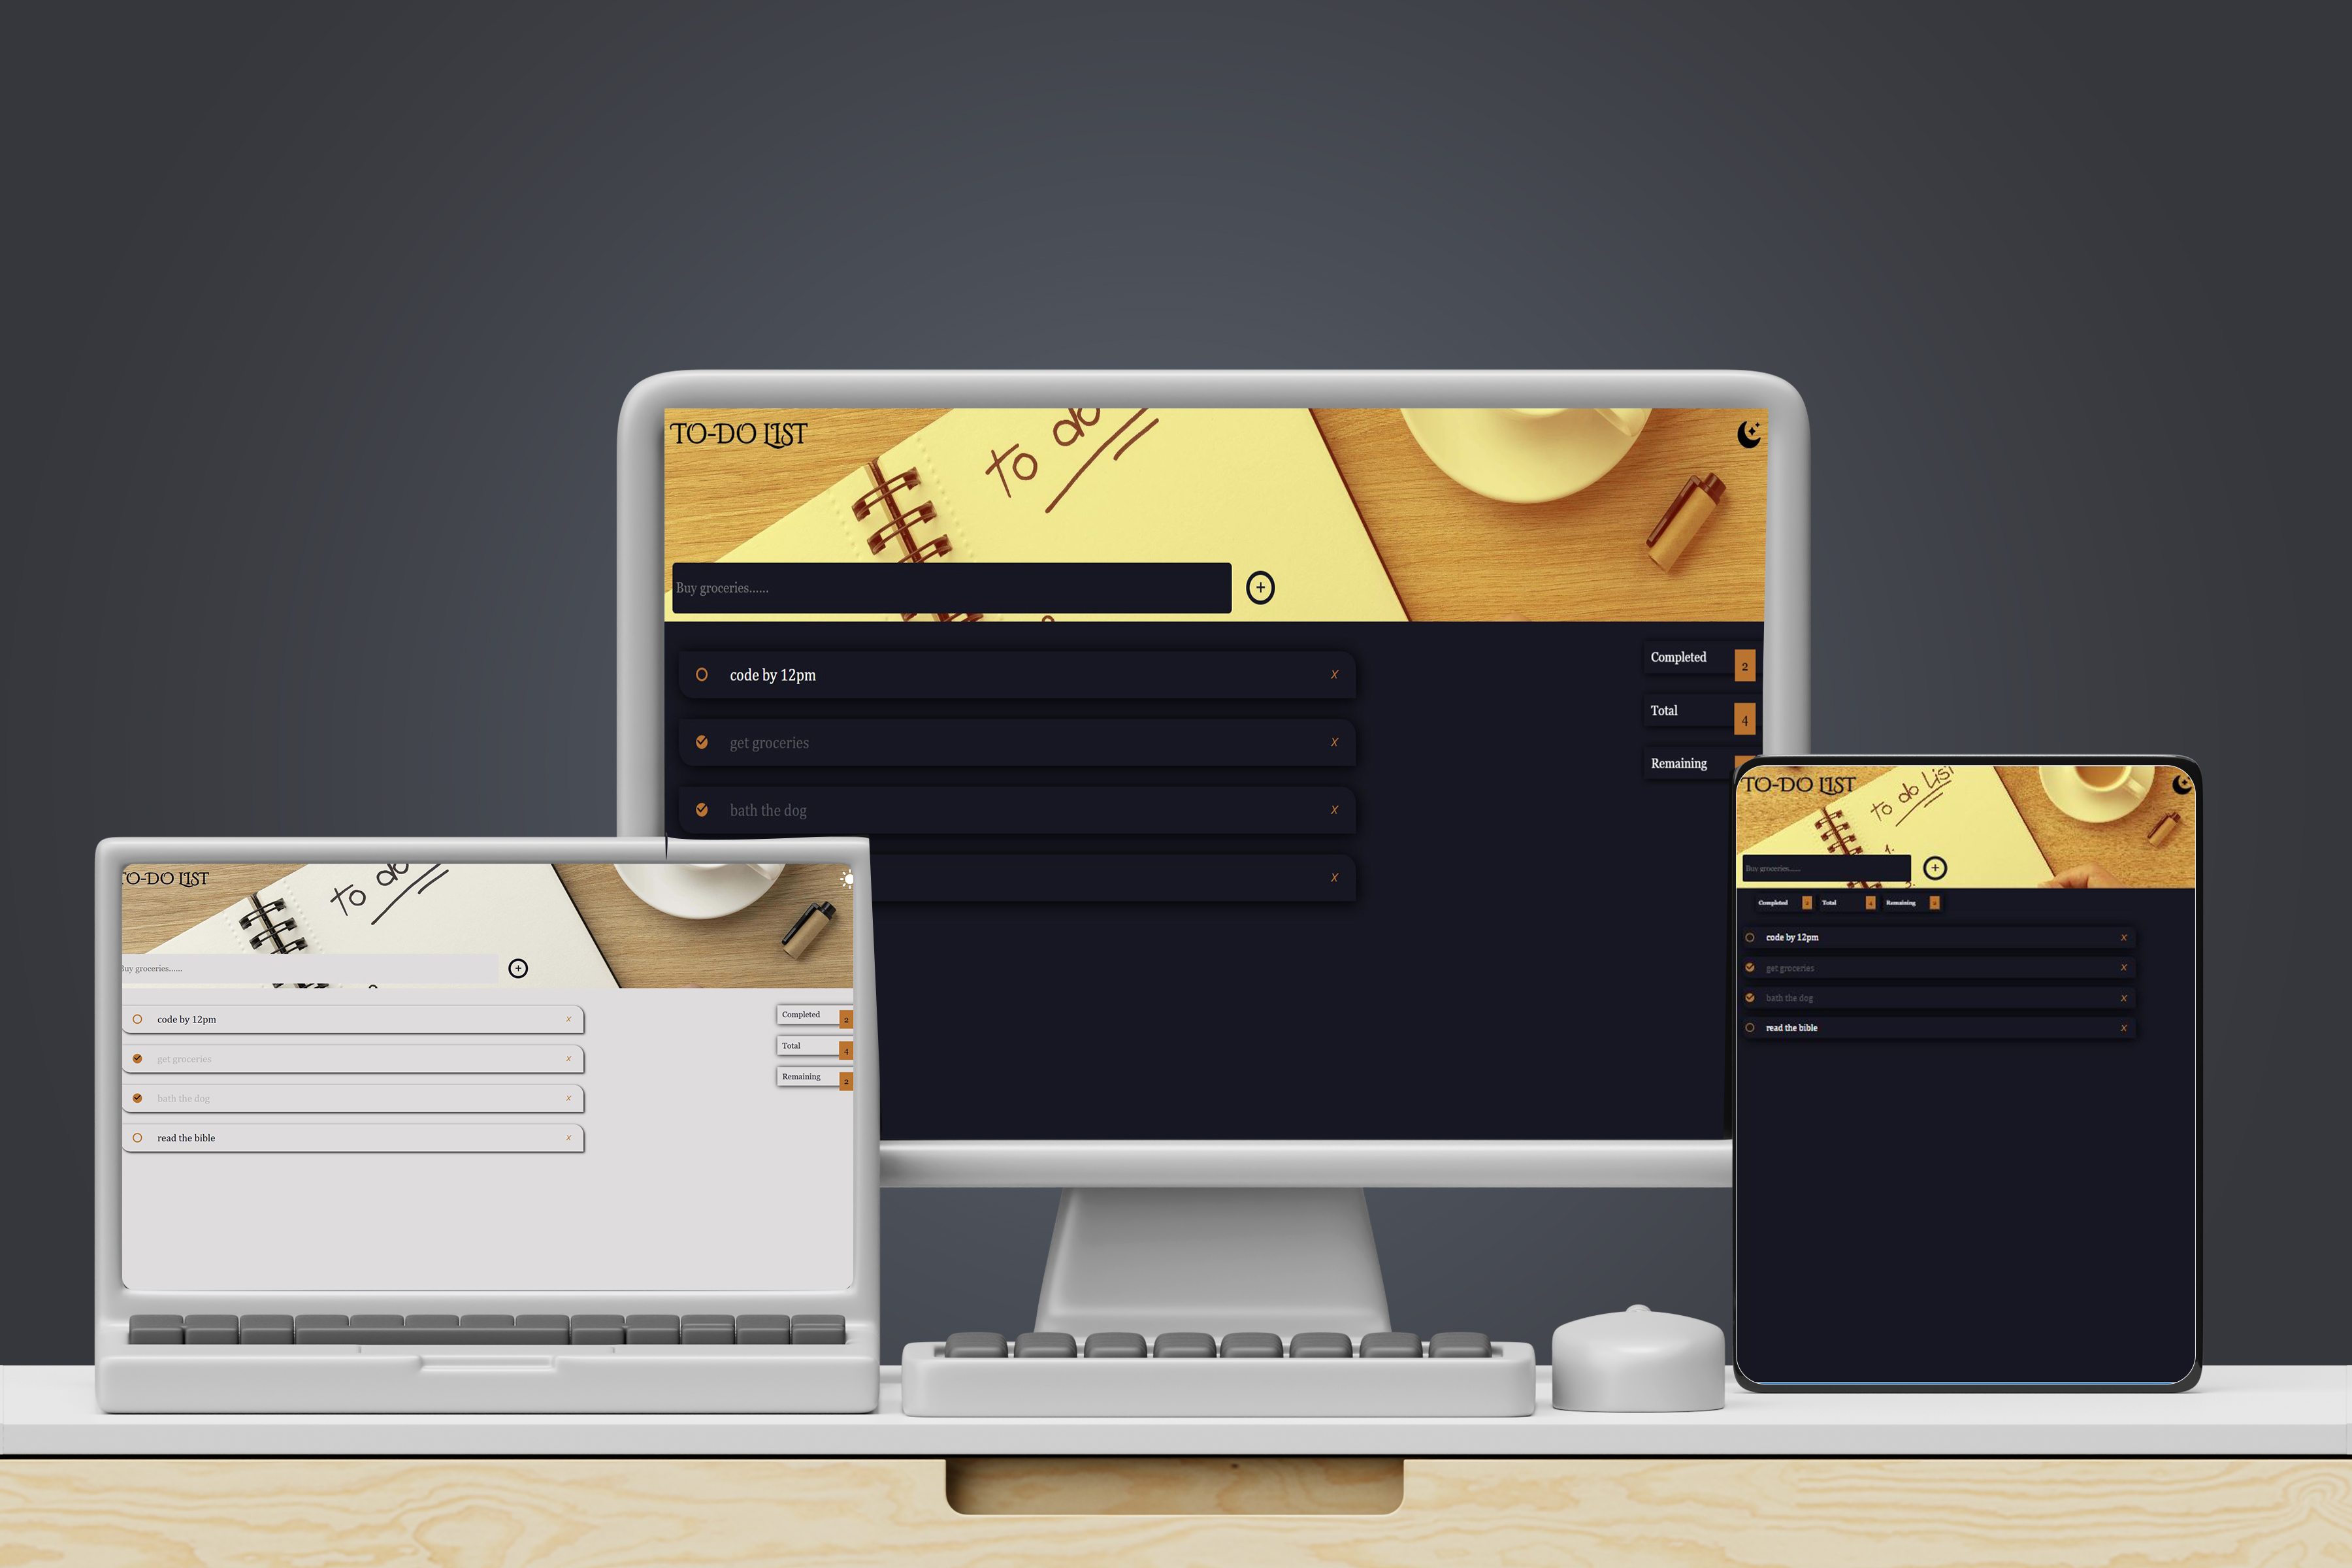 TO-DO LIST
to do
Buy groceries......
+
code by 12pm x
get groceries x
bath the dog x
x
Completed 2
Total 4
Remaining
TO-DO LIST
to do
Buy groceries......
+
code by 12pm x
get groceries x
bath the dog x
read the bible x
Completed 2
Total 4
Remaining 2
TO-DO LIST
to do List
1.
Buy groceries......
+
Completed 2 Total 4 Remaining 2
code by 12pm x
get groceries x
bath the dog x
read the bible x